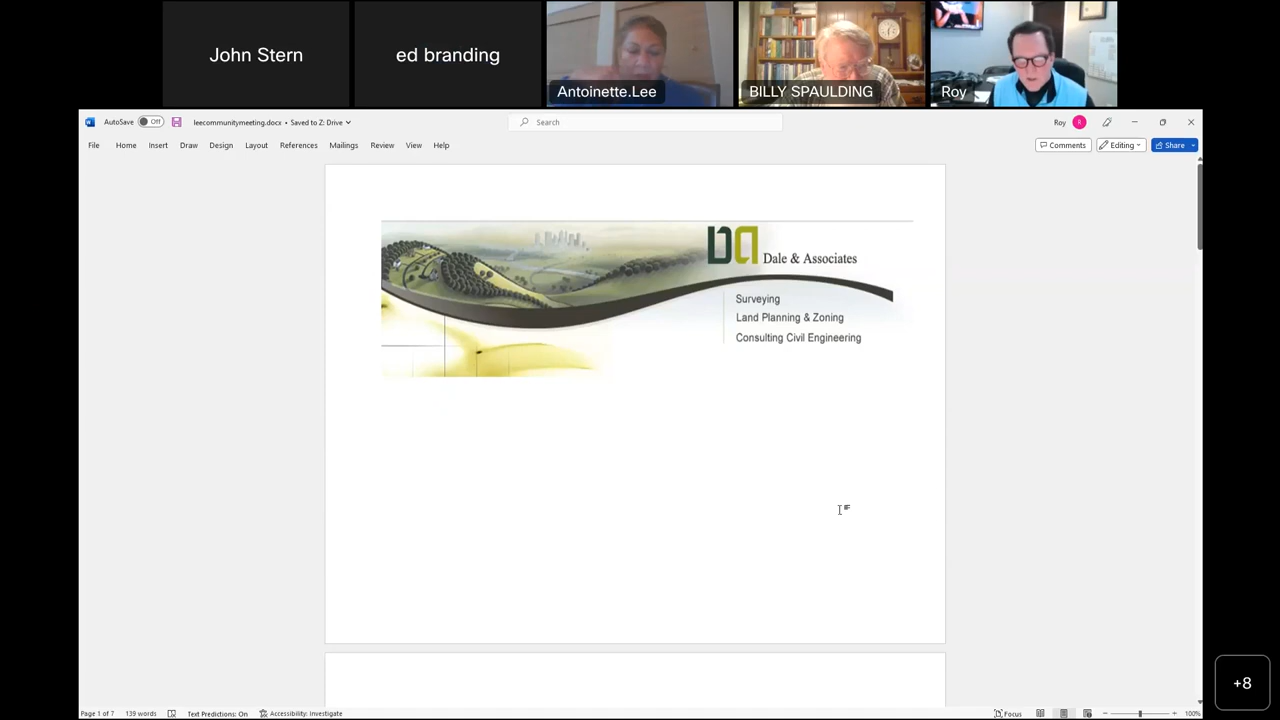 John Stern
ed branding
Antoinette.Lee
BILLY SPAULDING
Roy
AutoSave Off leecommunitymeeting.docx • Saved to Z: Drive
Search
Roy R
File Home Insert Draw Design Layout References Mailings Review View Help
Comments Editing Share
Dale & Associates
Surveying
Land Planning & Zoning
Consulting Civil Engineering
Page 1 of 7 139 words Text Predictions: On Accessibility: Investigate
Focus 100%
+8